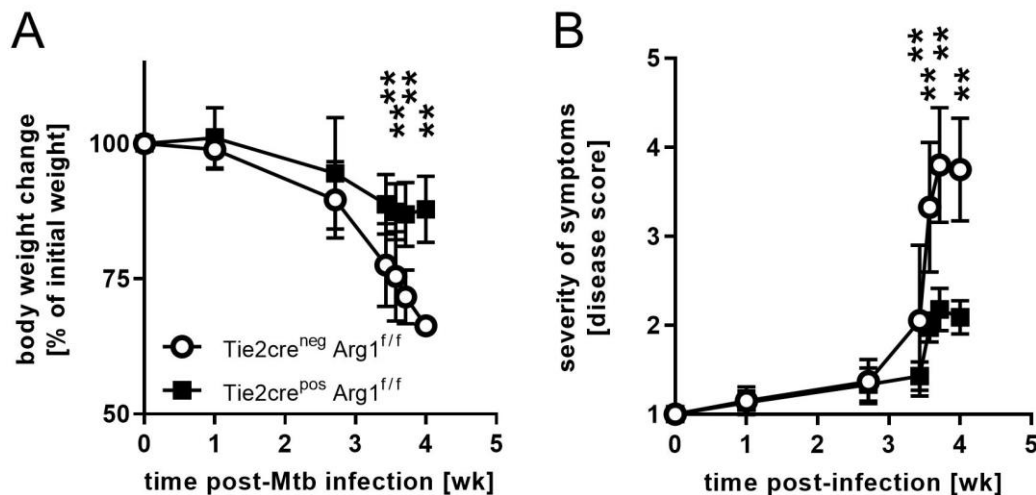 A
body weight change
[% of initial weight]
100
75
50
**
**
**
**
Tie2cre^neg Arg1^f/f
Tie2cre^pos Arg1^f/f
0 1 2 3 4 5
time post-Mtb infection [wk]
B
severity of symptoms
[disease score]
5
4
3
2
1
**
**
**
**
0 1 2 3 4 5
time post-infection [wk]